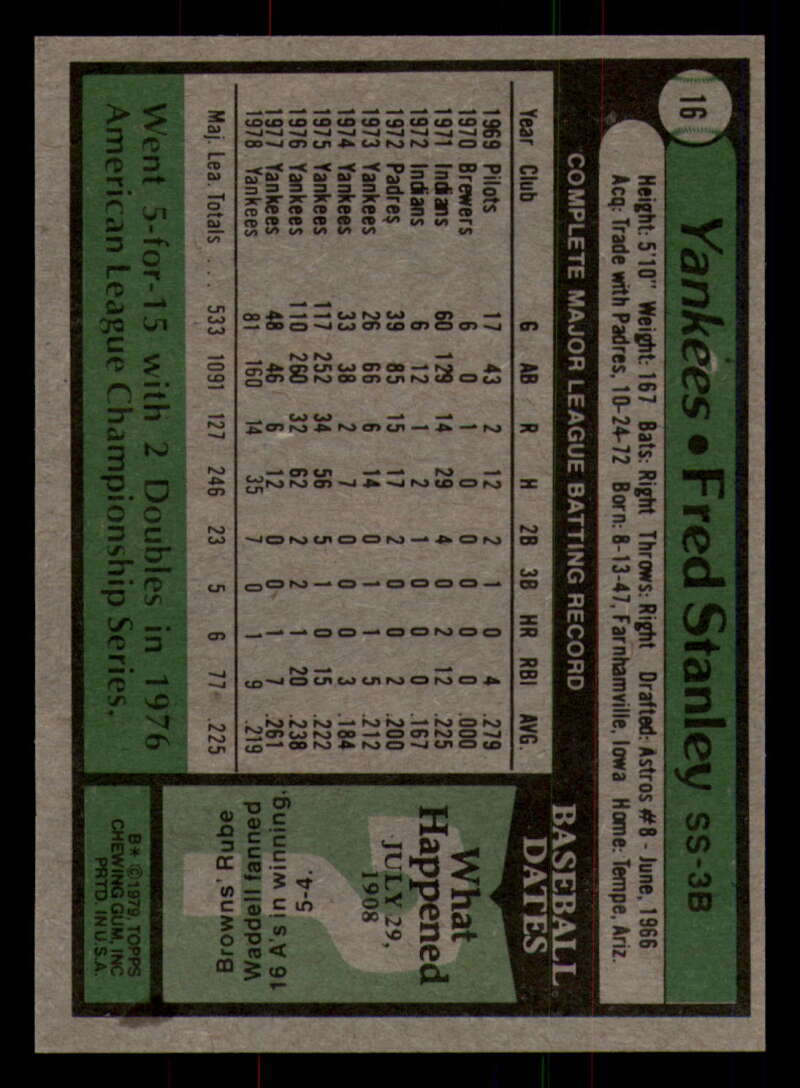 16
Yankees • Fred Stanley SS-3B
Height: 5'10" Weight: 167 Bats: Right Throws: Right Drafted: Astros #8 - June, 1966
Acq: Trade with Padres, 10-24-72 Born: 8-13-47, Farnhamville, Iowa Home: Tempe, Ariz.
COMPLETE MAJOR LEAGUE BATTING RECORD
Year Club G AB R H 2B 3B HR RBI AVG.
1969 Pilots 17 43 2 12 2 1 0 4 .279
1970 Brewers 6 0 1 0 0 0 0 0 .000
1971 Indians 60 129 14 29 4 0 2 12 .225
1972 Indians 6 12 1 2 1 0 0 0 .167
1972 Padres 39 85 15 17 2 0 0 2 .200
1973 Yankees 26 66 6 14 0 1 1 5 .212
1974 Yankees 33 38 2 7 0 0 0 3 .184
1975 Yankees 117 252 34 56 5 1 0 15 .222
1976 Yankees 110 260 32 62 2 2 1 20 .238
1977 Yankees 48 46 6 12 0 0 1 7 .261
1978 Yankees 81 160 14 35 7 0 1 9 .219
Maj. Lea. Totals . . . 533 1091 127 246 23 5 6 77 .225
Went 5-for-15 with 2 Doubles in 1976
American League Championship Series.
BASEBALL
DATES
What
Happened
JULY 29,
1908
5-4.
16 A's in winning,
Waddell fanned
Browns' Rube
B* ©1979 TOPPS
CHEWING GUM, INC
PRTD. IN U.S.A.